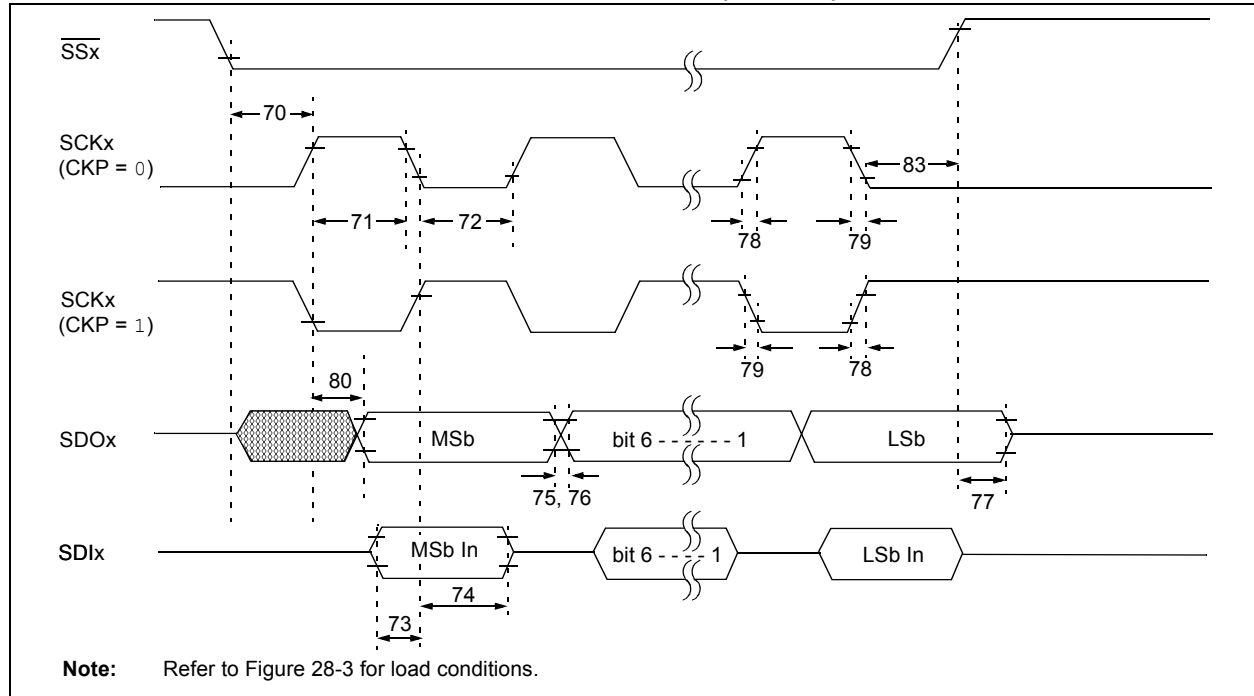 SSx
70
SCKx
(CKP = 0)
83
71
72
78
79
SCKx
(CKP = 1)
79
78
80
SDOx
MSb
bit 6 - - - - - - 1
LSb
75, 76
77
SDIx
MSb In
bit 6 - - - - 1
LSb In
74
73
Note: Refer to Figure 28-3 for load conditions.